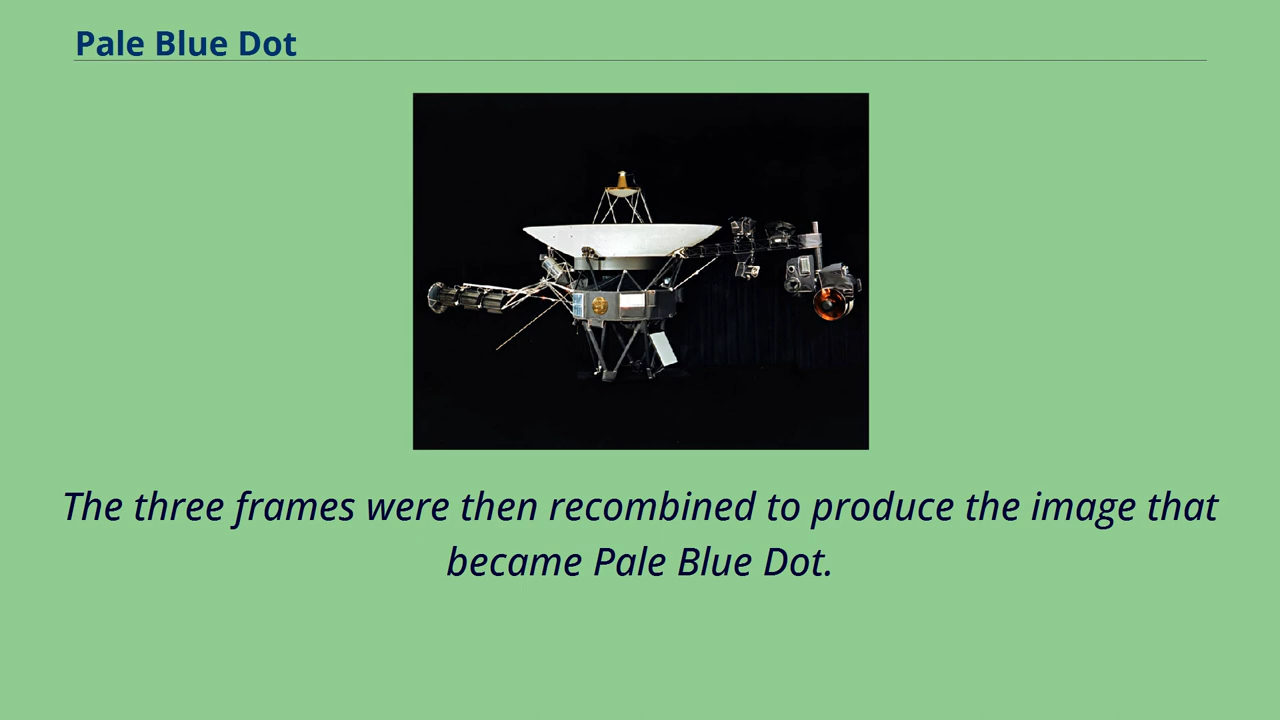 Pale Blue Dot
The three frames were then recombined to produce the image that
became Pale Blue Dot.